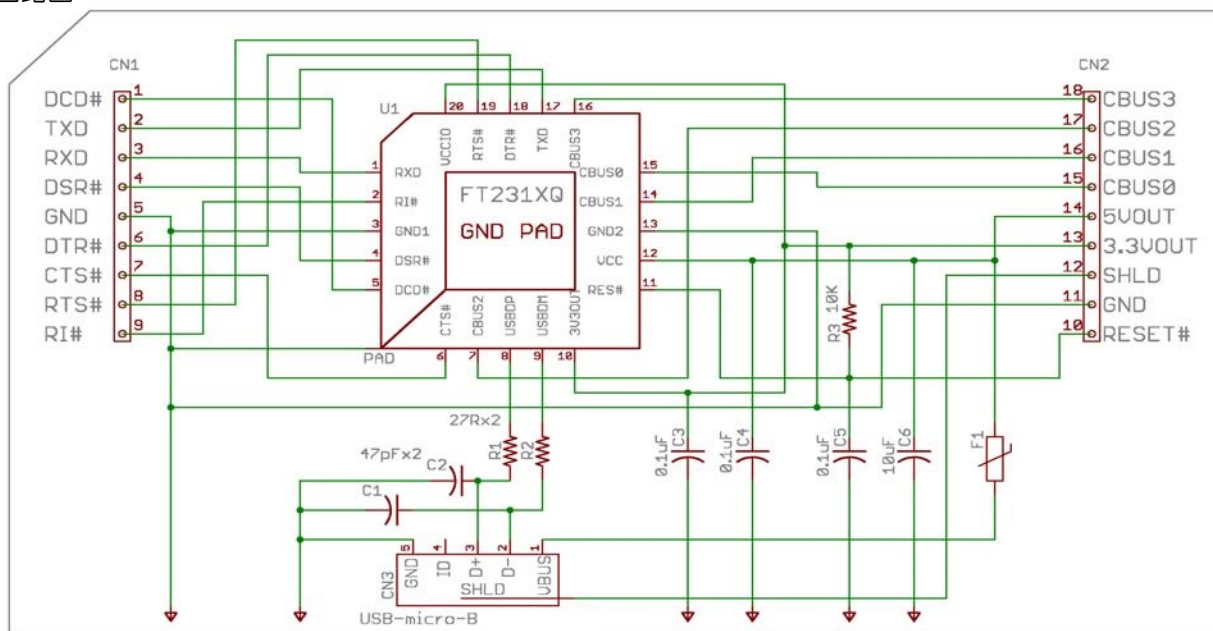 CN1
DCD# 1
TXD 2
RXD 3
DSR# 4
GND 5
DTR# 6
CTS# 7
RTS# 8
RI# 9
U1
20 19 18 17 16
VCCIO RTS# DTR# TXD CBUS3
1 RXD
2 RI#
3 GND1
4 DSR#
5 DCD#
FT231XQ
GND PAD
CBUS0 15
CBUS1 14
GND2 13
VCC 12
RES# 11
CTS# CBUS2 USBDP USBDM 3V3OUT
PAD 6 7 8 9 10
CN2
18 CBUS3
17 CBUS2
16 CBUS1
15 CBUS0
14 5VOUT
13 3.3VOUT
12 SHLD
11 GND
10 RESET#
R3 10K
27Rx2
R1 R2
47pFx2
C2
C1
0.1uF C3
0.1uF C4
0.1uF C5
10uF C6
F1
5 4 3 2 1
CN3 GND ID D+ D- VBUS
SHLD
USB-micro-B